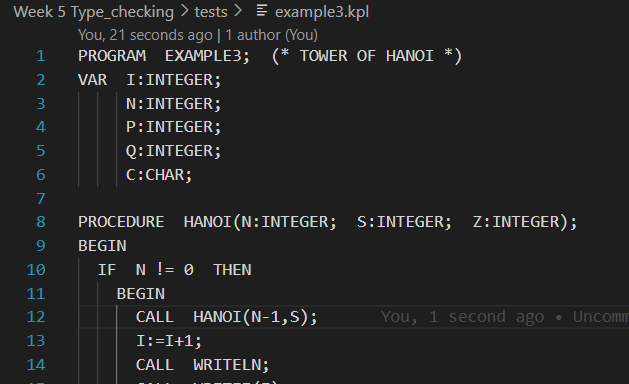 Week 5 Type_checking > tests > example3.kpl
You, 21 seconds ago | 1 author (You)
1 PROGRAM EXAMPLE3; (* TOWER OF HANOI *)
2 VAR I:INTEGER;
3 N:INTEGER;
4 P:INTEGER;
5 Q:INTEGER;
6 C:CHAR;
7
8 PROCEDURE HANOI(N:INTEGER; S:INTEGER; Z:INTEGER);
9 BEGIN
10 IF N != 0 THEN
11 BEGIN
12 CALL HANOI(N-1,S); You, 1 second ago • Uncomm
13 I:=I+1;
14 CALL WRITELN;